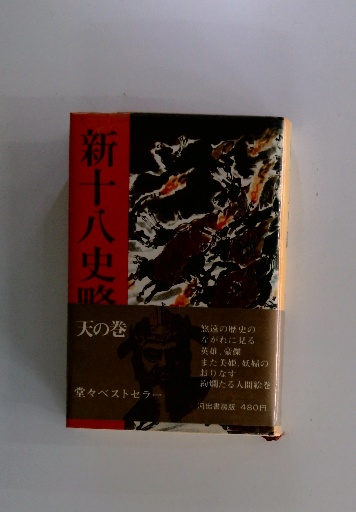 新十八史略
天の巻
悠遠の歴史の
ながれに見る
英雄、豪傑
また美姫、妖婦の
おりなす
絢爛たる人間絵巻
堂々ベストセラー
河出書房版 480円